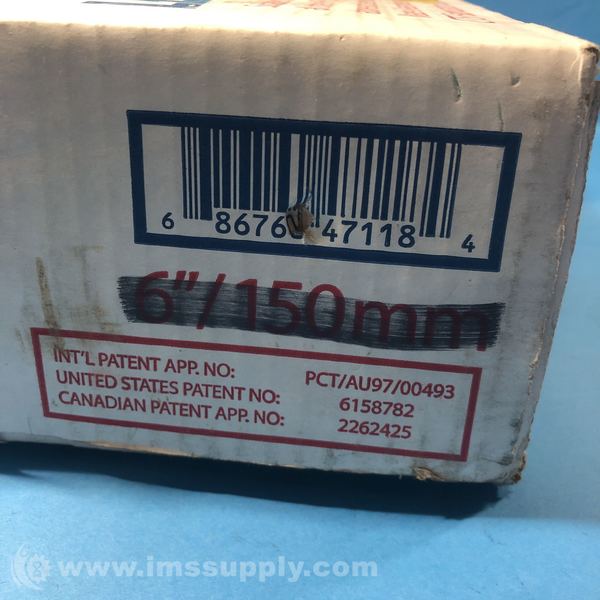 6 8676 47118 4
6"/150mm
INT'L PATENT APP. NO: PCT/AU97/00493
UNITED STATES PATENT NO: 6158782
CANADIAN PATENT APP. NO: 2262425
www.imssupply.com